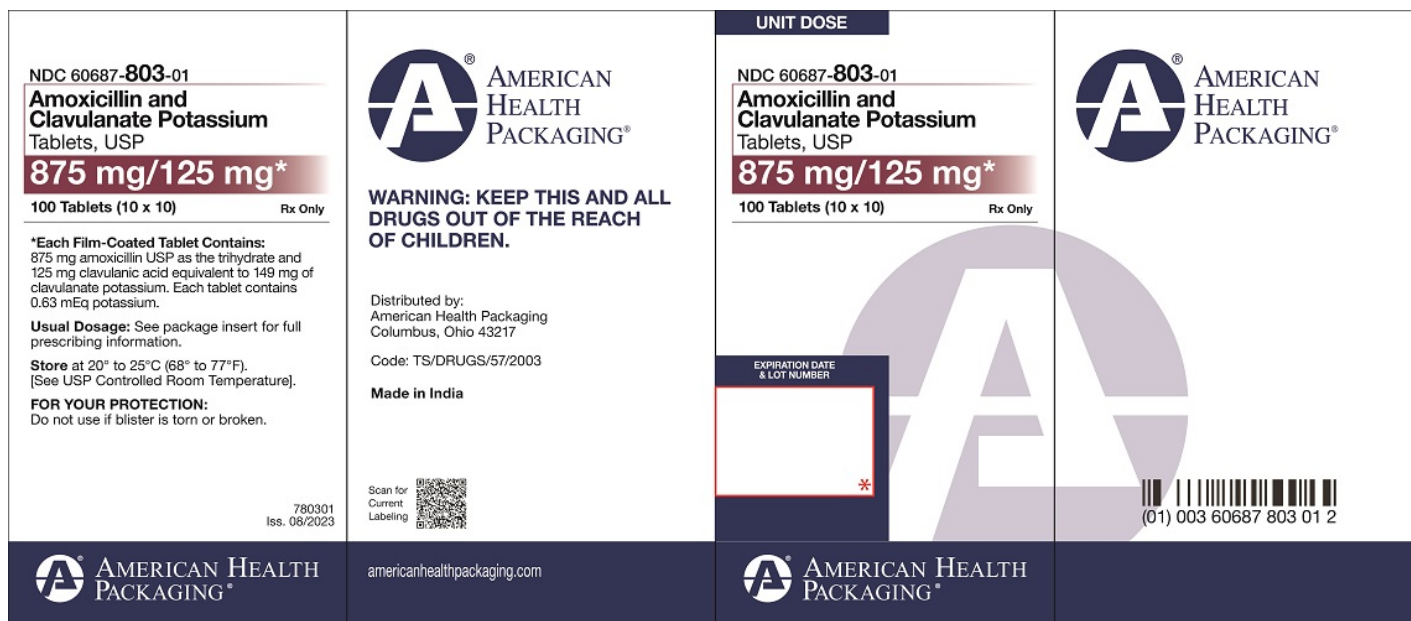 NDC 60687-803-01
Amoxicillin and
Clavulanate Potassium
Tablets, USP
875 mg/125 mg*
100 Tablets (10 x 10) Rx Only
*Each Film-Coated Tablet Contains:
875 mg amoxicillin USP as the trihydrate and
125 mg clavulanic acid equivalent to 149 mg of
clavulanate potassium. Each tablet contains
0.63 mEq potassium.
Usual Dosage: See package insert for full
prescribing information.
Store at 20° to 25°C (68° to 77°F).
[See USP Controlled Room Temperature].
FOR YOUR PROTECTION:
Do not use if blister is torn or broken.
780301
Iss. 08/2023
A® AMERICAN HEALTH
PACKAGING®
A® AMERICAN
HEALTH
PACKAGING®
WARNING: KEEP THIS AND ALL
DRUGS OUT OF THE REACH
OF CHILDREN.
Distributed by:
American Health Packaging
Columbus, Ohio 43217
Code: TS/DRUGS/57/2003
Made in India
Scan for
Current
Labeling
americanhealthpackaging.com
UNIT DOSE
NDC 60687-803-01
Amoxicillin and
Clavulanate Potassium
Tablets, USP
875 mg/125 mg*
100 Tablets (10 x 10) Rx Only
A
EXPIRATION DATE
& LOT NUMBER
*
A® AMERICAN HEALTH
PACKAGING®
A® AMERICAN
HEALTH
PACKAGING®
(01) 003 60687 803 01 2